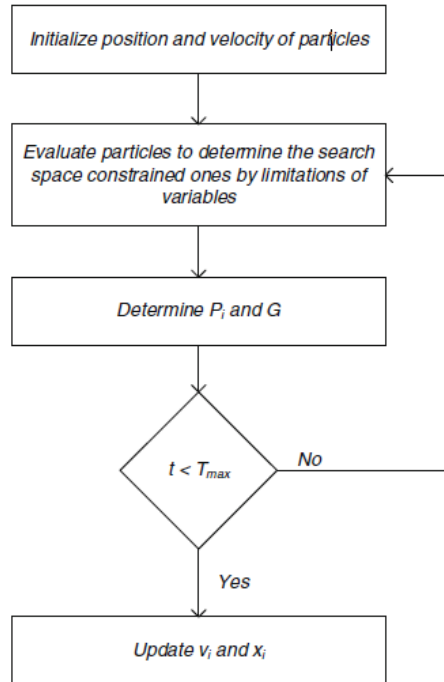 Initialize position and velocity of particles
Evaluate particles to determine the search
space constrained ones by limitations of
variables
Determine Pi and G
t < Tmax
No
Yes
Update vi and xi